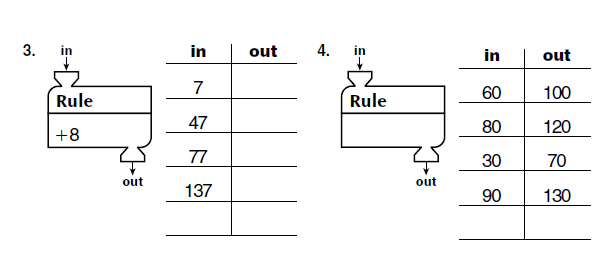 3. in
Rule
+8
out
in out
7
47
77
137
4. in
Rule
out
in out
60 100
80 120
30 70
90 130